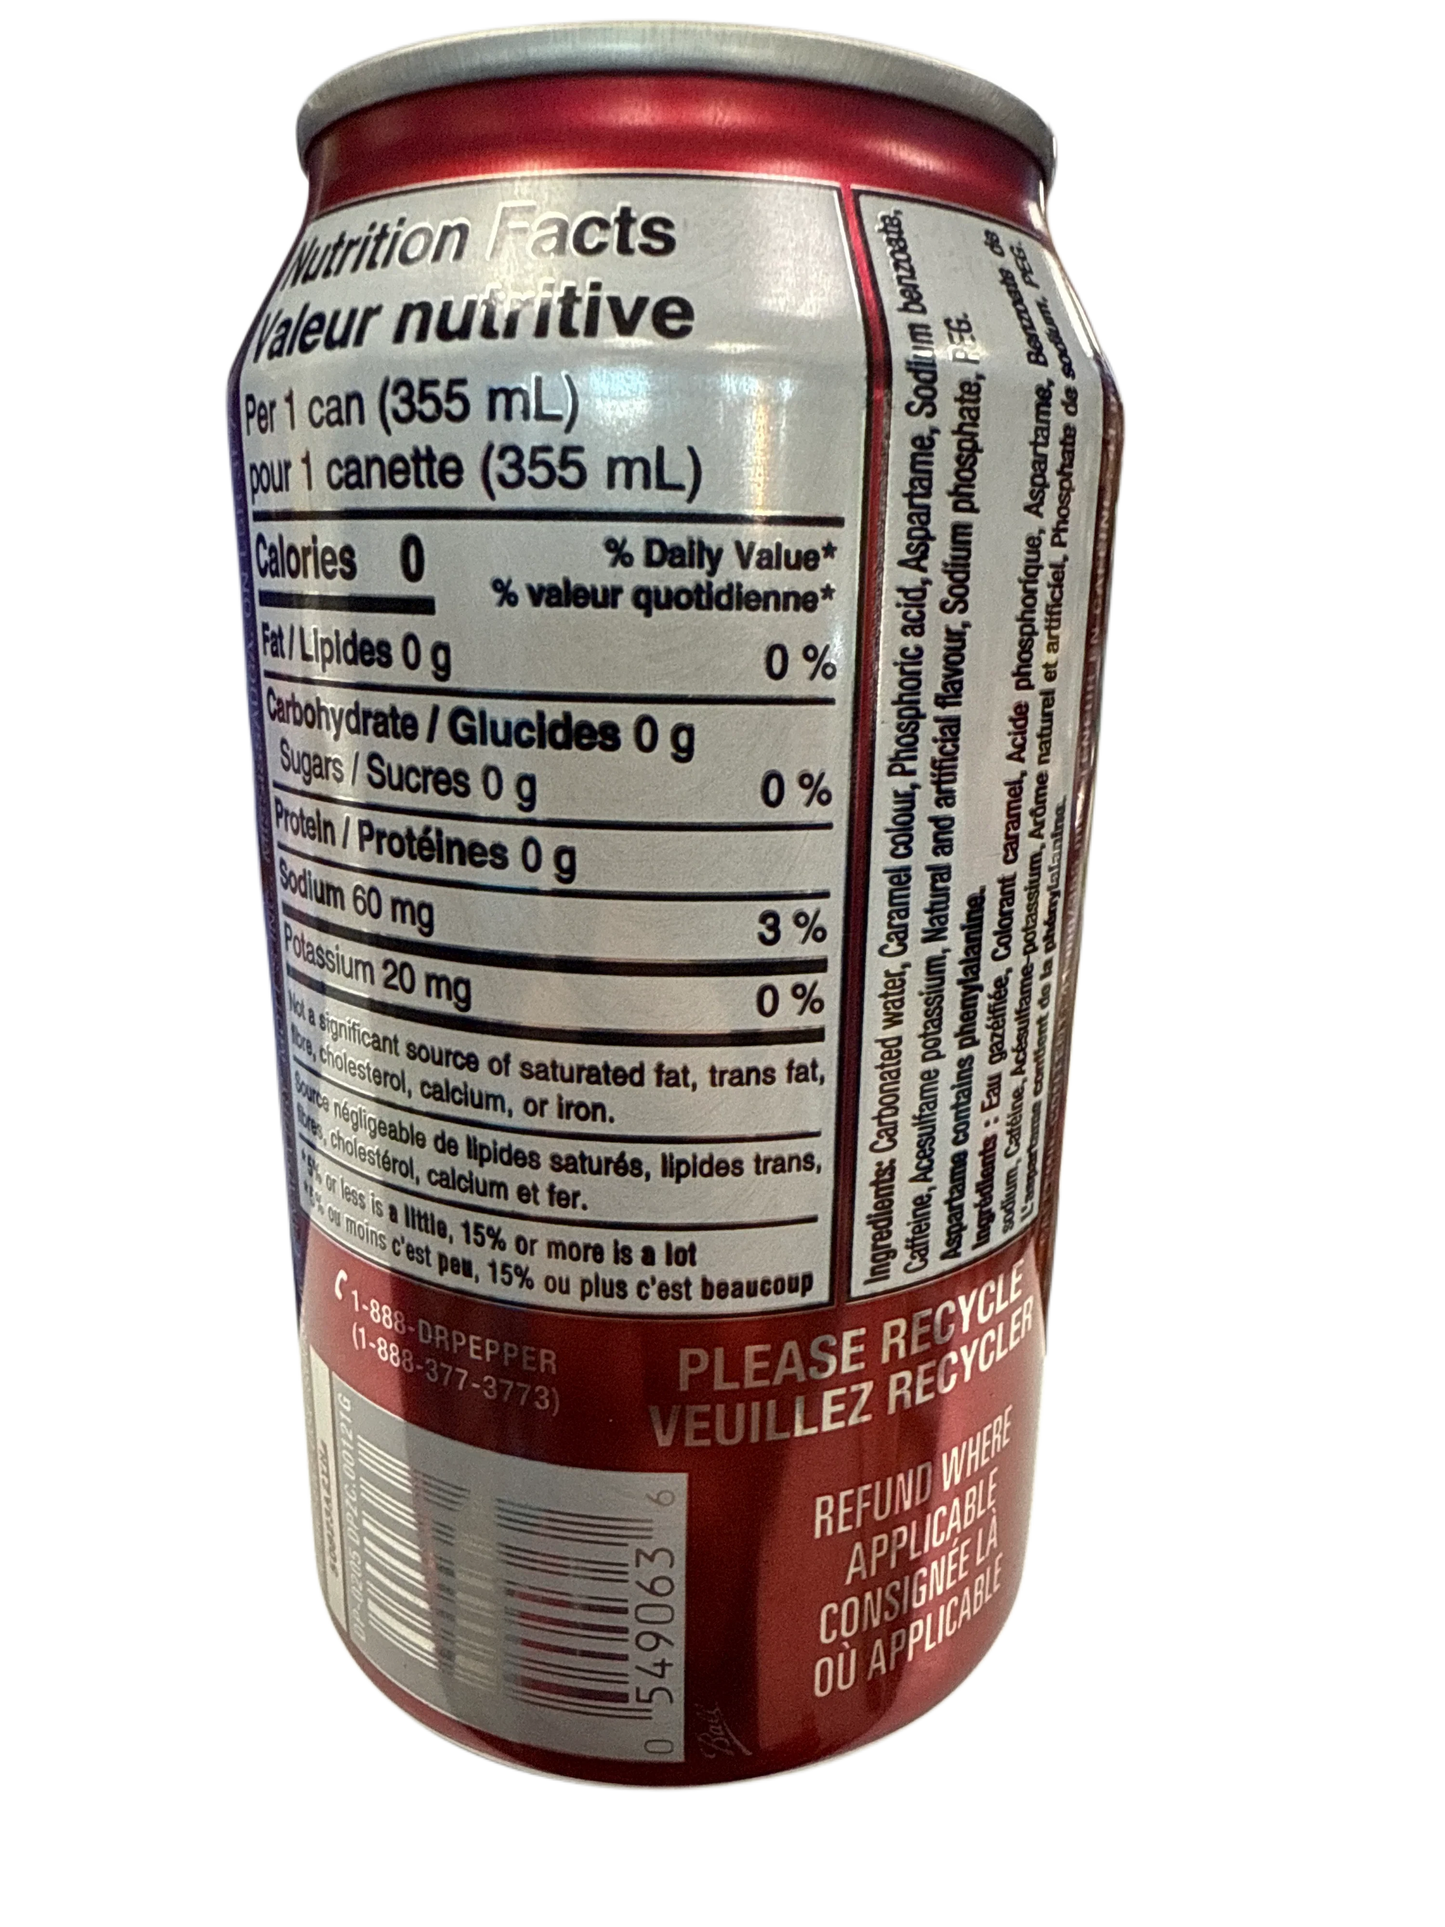 Nutrition Facts
Valeur nutritive
Per 1 can (355 mL)
pour 1 canette (355 mL)
Calories 0
% Daily Value*
% valeur quotidienne*
Fat / Lipides 0 g 0 %
Carbohydrate / Glucides 0 g
Sugars / Sucres 0 g 0 %
Protein / Protéines 0 g
Sodium 60 mg 3 %
Potassium 20 mg 0 %
Not a significant source of saturated fat, trans fat,
fibre, cholesterol, calcium, or iron.
Source négligeable de lipides saturés, lipides trans,
fibres, cholestérol, calcium et fer.
*5% or less is a little, 15% or more is a lot
*5% ou moins c'est peu, 15% ou plus c'est beaucoup
Ingredients: Carbonated water, Caramel colour, Phosphoric acid, Aspartame, Sodium benzoate,
Caffeine, Acesulfame potassium, Natural and artificial flavour, Sodium phosphate, PEG.
Aspartame contains phenylalanine.
Ingrédients : Eau gazéifiée, Colorant caramel, Acide phosphorique, Aspartame, Benzoate de
sodium, Caféine, Acésulfame-potassium, Arôme naturel et artificiel, Phosphate de sodium, PEG.
L'aspartame contient de la phénylalanine.
1-888-DRPEPPER
(1-888-377-3773)
PLEASE RECYCLE
VEUILLEZ RECYCLER
REFUND WHERE
APPLICABLE
CONSIGNÉE LÀ
OÙ APPLICABLE
DP-0205 DPZ C.00121G
0 549063 6
Ball